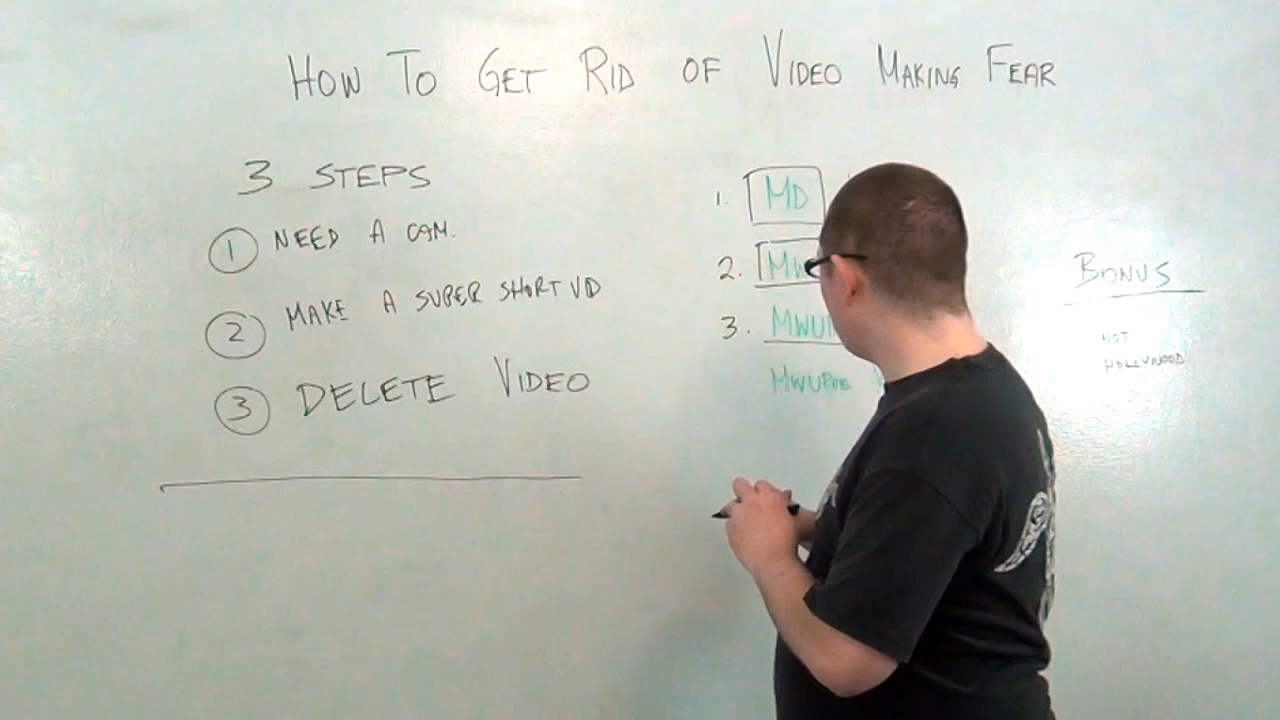 HOW TO GET RID OF VIDEO MAKING FEAR
3 STEPS
1 NEED A CAM.
2 MAKE A SUPER SHORT VD
3 DELETE VIDEO
1. MD
2.
3.
BONUS
NOT
HOLLYWOOD